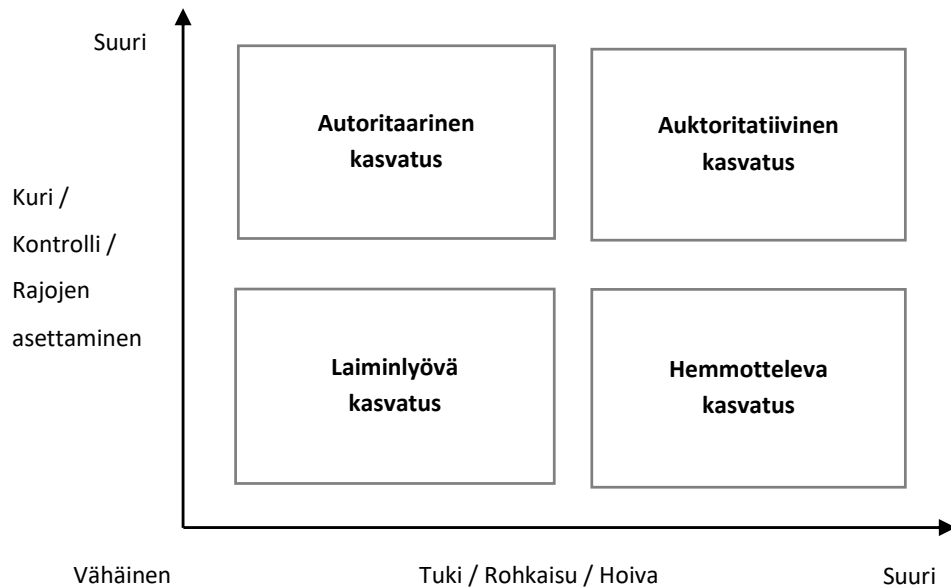 Suuri
Autoritaarinen
kasvatus
Auktoritatiivinen
kasvatus
Kuri /
Kontrolli /
Rajojen
asettaminen
Laiminlyövä
kasvatus
Hemmotteleva
kasvatus
Vähäinen
Tuki / Rohkaisu / Hoiva
Suuri